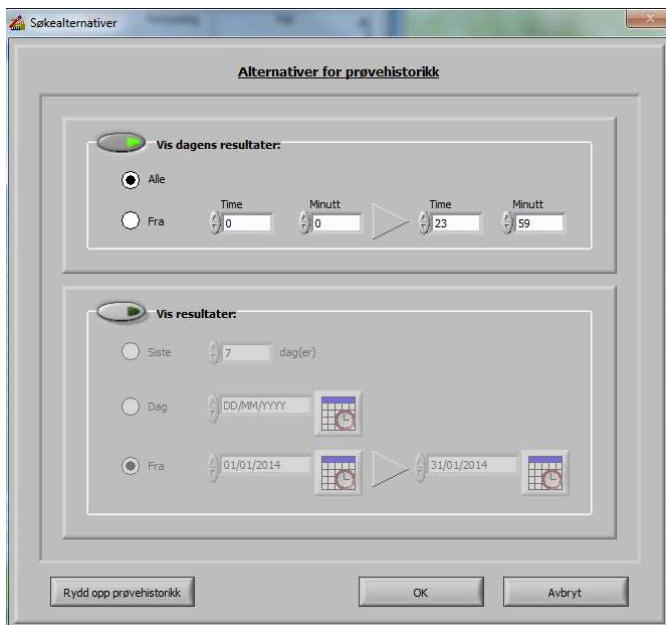 Søkealternativer
Alternativer for prøvehistorikk
Vis dagens resultater:
Alle
Time Minutt Time Minutt
Fra 0 0 23 59
Vis resultater:
Siste 7 dag(er)
Dag DD/MM/YYYY
Fra 01/01/2014 31/01/2014
Rydd opp prøvehistorikk OK Avbryt